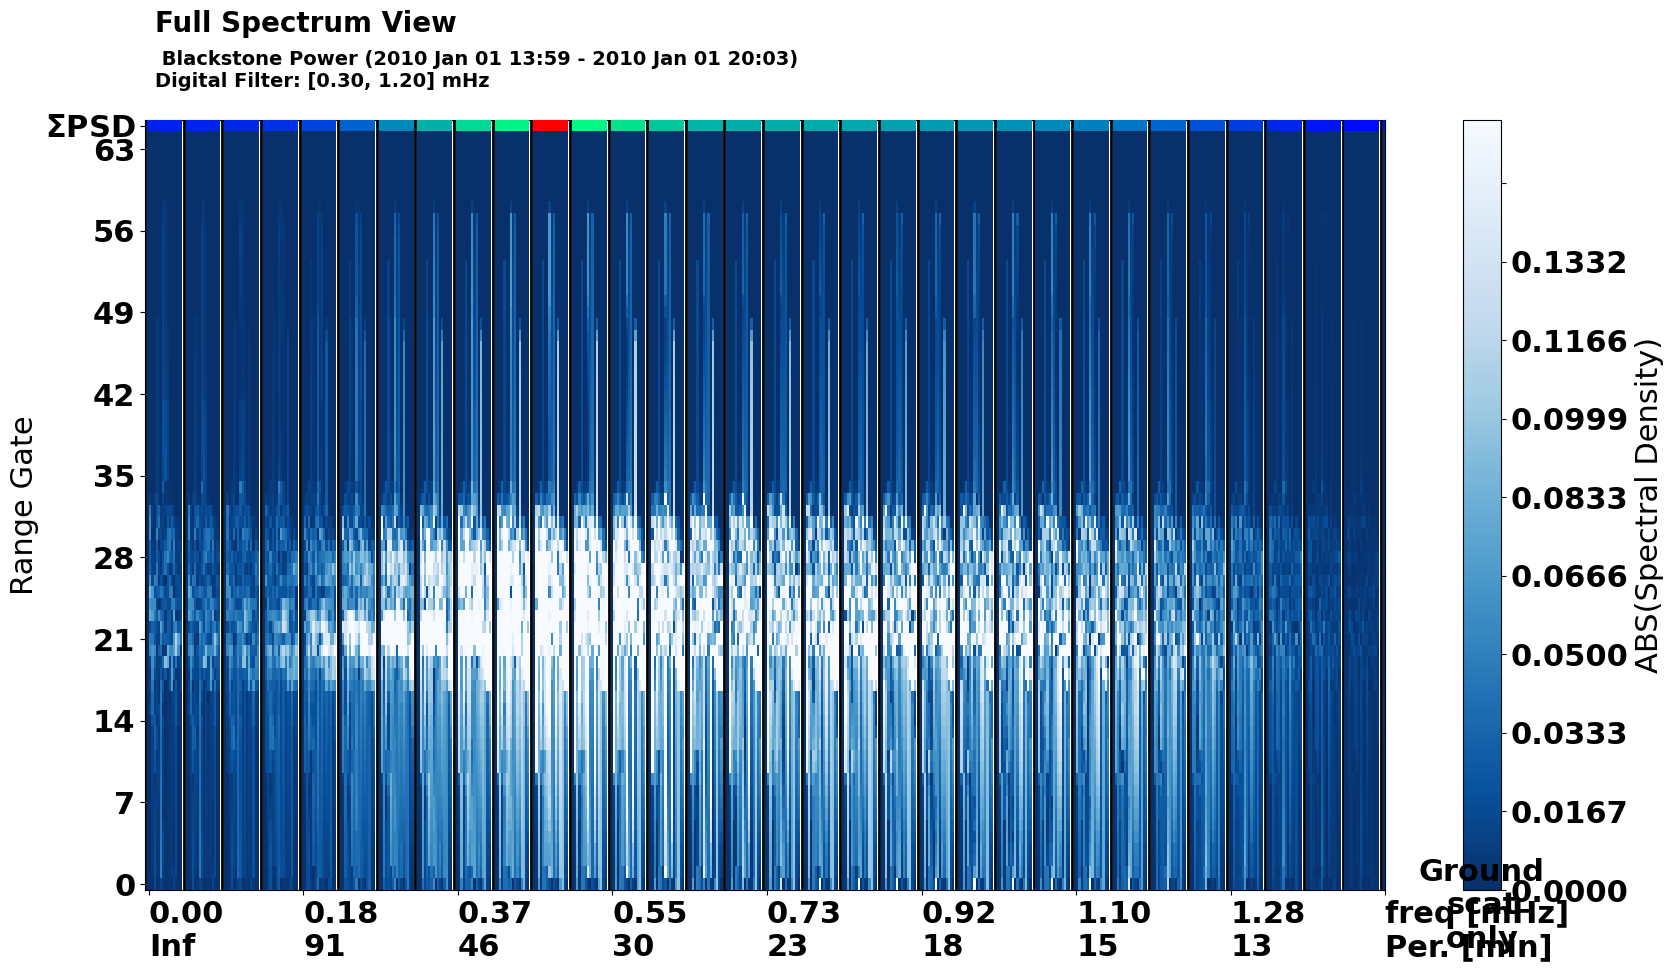 Full Spectrum View
Blackstone Power (2010 Jan 01 13:59 - 2010 Jan 01 20:03)
Digital Filter: [0.30, 1.20] mHz
ΣPSD
63
56
49
42
35
28
21
14
7
0
Range Gate
0.00 0.18 0.37 0.55 0.73 0.92 1.10 1.28 freq [mHz]
Inf 91 46 30 23 18 15 13 Per. [min]
0.1332
0.1166
0.0999
0.0833
0.0666
0.0500
0.0333
0.0167
0.0000
ABS(Spectral Density)
Ground
scat
only